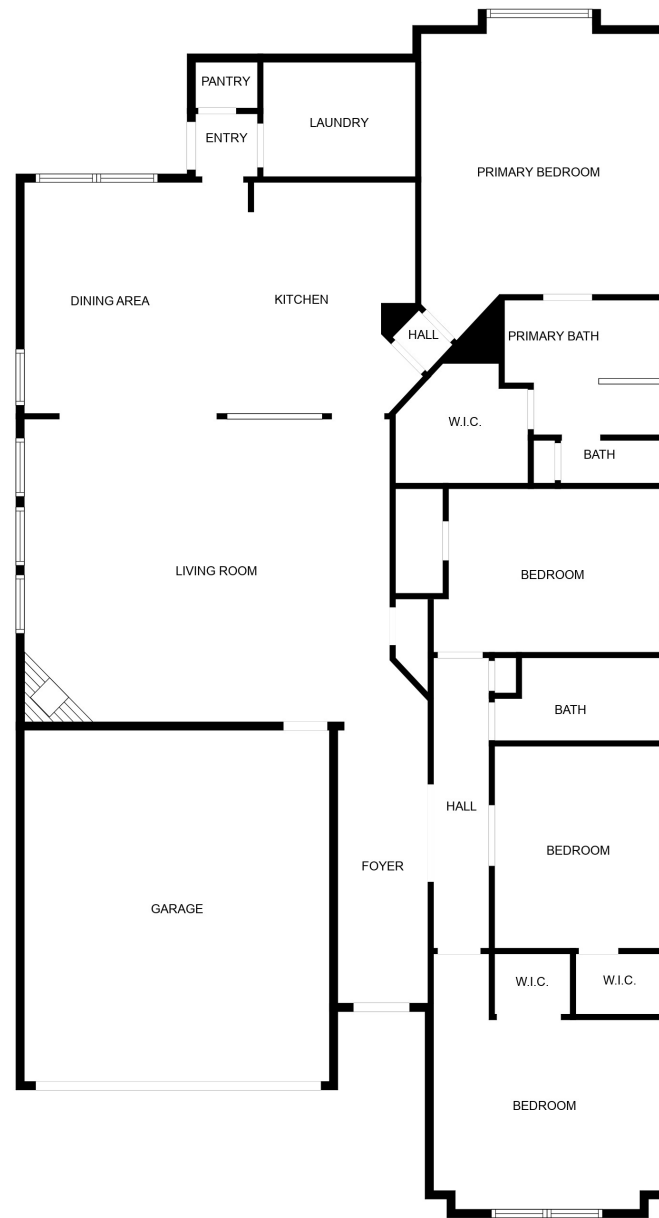 PANTRY
LAUNDRY
ENTRY
PRIMARY BEDROOM
DINING AREA
KITCHEN
HALL
PRIMARY BATH
W.I.C.
BATH
LIVING ROOM
BEDROOM
BATH
HALL
BEDROOM
FOYER
GARAGE
W.I.C.
W.I.C.
BEDROOM